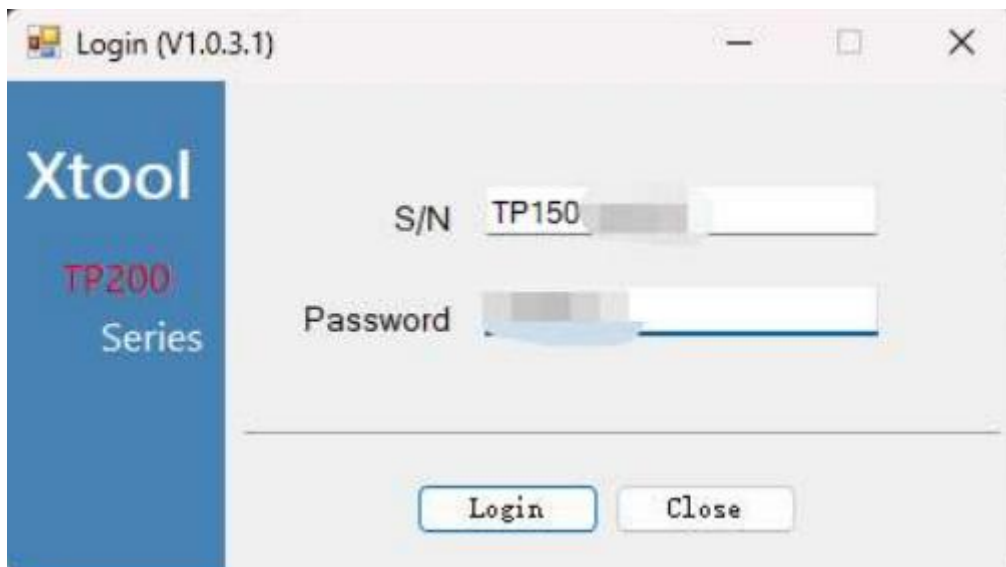 Login (V1.0.3.1)
Xtool
TP200
Series
S/N TP150
Password
Login Close